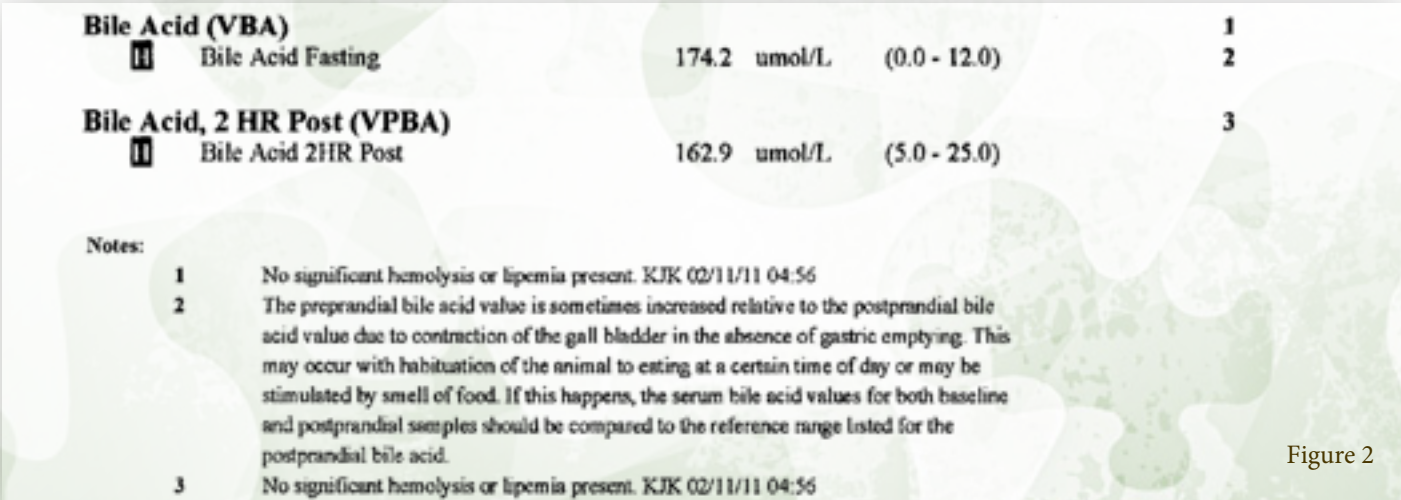 Bile Acid (VBA) 1
H Bile Acid Fasting 174.2 umol/L (0.0 - 12.0) 2
Bile Acid, 2 HR Post (VPBA) 3
H Bile Acid 2HR Post 162.9 umol/L (5.0 - 25.0)
Notes:
1 No significant hemolysis or lipemia present. KJK 02/11/11 04:56
2 The preprandial bile acid value is sometimes increased relative to the postprandial bile
acid value due to contraction of the gall bladder in the absence of gastric emptying. This
may occur with habituation of the animal to eating at a certain time of day or may be
stimulated by smell of food. If this happens, the serum bile acid values for both baseline
and postprandial samples should be compared to the reference range listed for the
postprandial bile acid.
3 No significant hemolysis or lipemia present. KJK 02/11/11 04:56
Figure 2